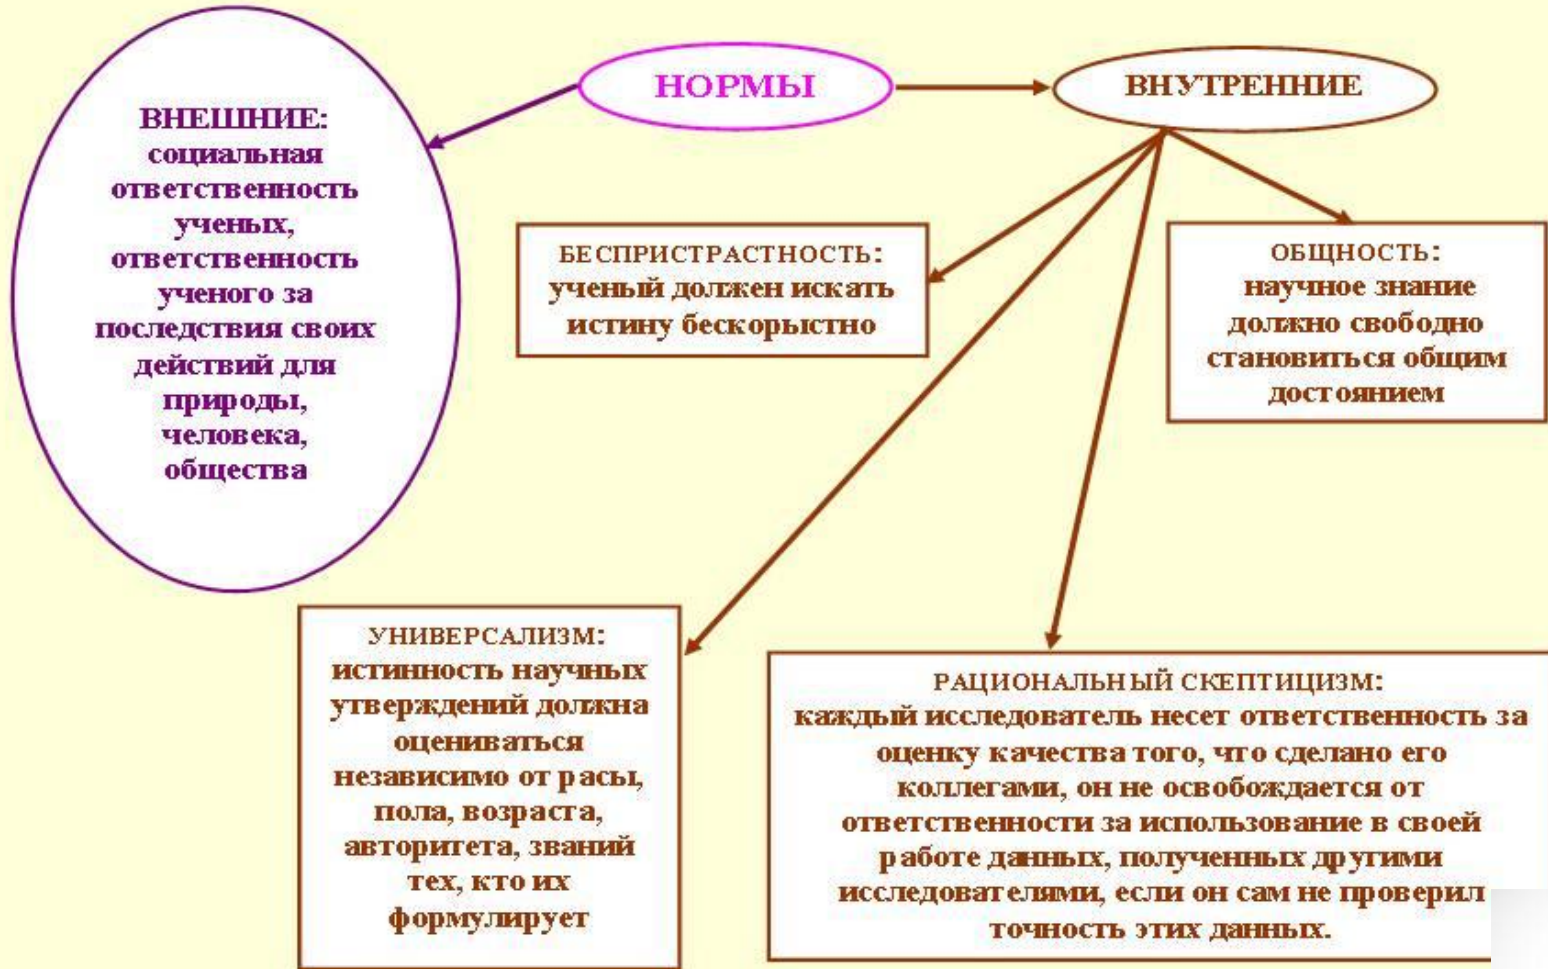 НОРМЫ
ВНУТРЕННИЕ
ВНЕШНИЕ:
социальная
ответственность
ученых,
ответственность
ученого за
последствия своих
действий для
природы,
человека,
общества
БЕСПРИСТРАСТНОСТЬ:
ученый должен искать
истину бескорыстно
ОБЩНОСТЬ:
научное знание
должно свободно
становиться общим
достоянием
УНИВЕРСАЛИЗМ:
истинность научных
утверждений должна
оцениваться
независимо от расы,
пола, возраста,
авторитета, званий
тех, кто их
формулирует
РАЦИОНАЛЬНЫЙ СКЕПТИЦИЗМ:
каждый исследователь несет ответственность за
оценку качества того, что сделано его
коллегами, он не освобождается от
ответственности за использование в своей
работе данных, полученных другими
исследователями, если он сам не проверил
точность этих данных.